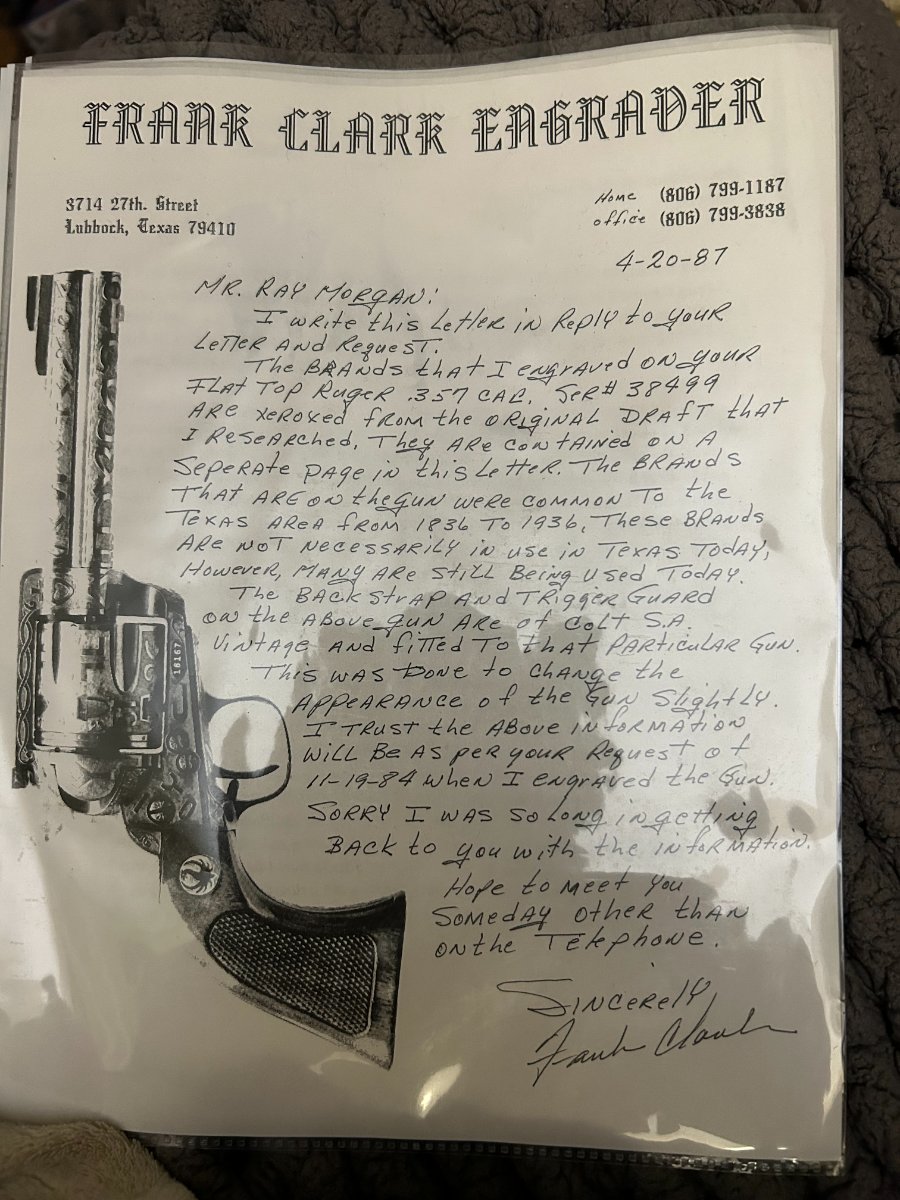 FRANK CLARK ENGRAVER
3714 27th. Street
Lubbock, Texas 79410
Home (806) 799-1187
office (806) 799-3838
4-20-87
MR. RAY MORGAN:
I write this Letter in Reply to your
Letter and Request.
The BRANDS that I engraved on your
FLAT TOP RUGER .357 CAL. SER# 38499
ARE XEROXED from the ORIGINAL DRAFT that
I Researched. They ARE contained on A
Seperate page in this Letter. The BRANDS
That ARE on the gun were common To the
Texas AREA from 1836 To 1936, These BRANDS
ARE NOT NECESSARILY in use in Texas Today,
However, MANY ARE Still Being used Today.
The BACK Strap AND TRigger GUARD
on the Above gun ARE of Colt S.A.
Vintage AND fitted To that PARTicular Gun.
This was Done to change the
APPEARANCE of the Gun Slightly.
I TRUST the ABOVE INFORMATION
will Be AS per your Request of
11-19-84 when I engraved the Gun.
SORRY I WAS SO Long in getting
BACK to you with the INFORMATION.
Hope to meet you
Someday other than
on the Telephone.
Sincerely
Frank Clark
16167